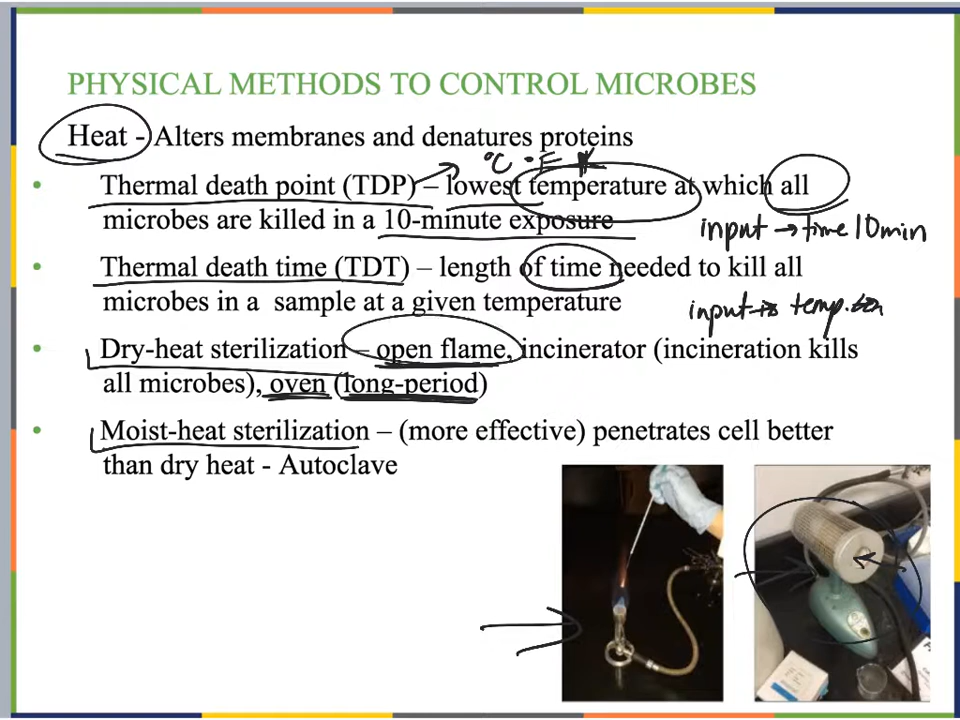 PHYSICAL METHODS TO CONTROL MICROBES
Heat - Alters membranes and denatures proteins
°C °F K
Thermal death point (TDP) – lowest temperature at which all
microbes are killed in a 10-minute exposure
input → time 10min
• Thermal death time (TDT) – length of time needed to kill all
microbes in a sample at a given temperature
input is temp.
• Dry-heat sterilization – open flame, incinerator (incineration kills
all microbes), oven (long-period)
• Moist-heat sterilization – (more effective) penetrates cell better
than dry heat - Autoclave